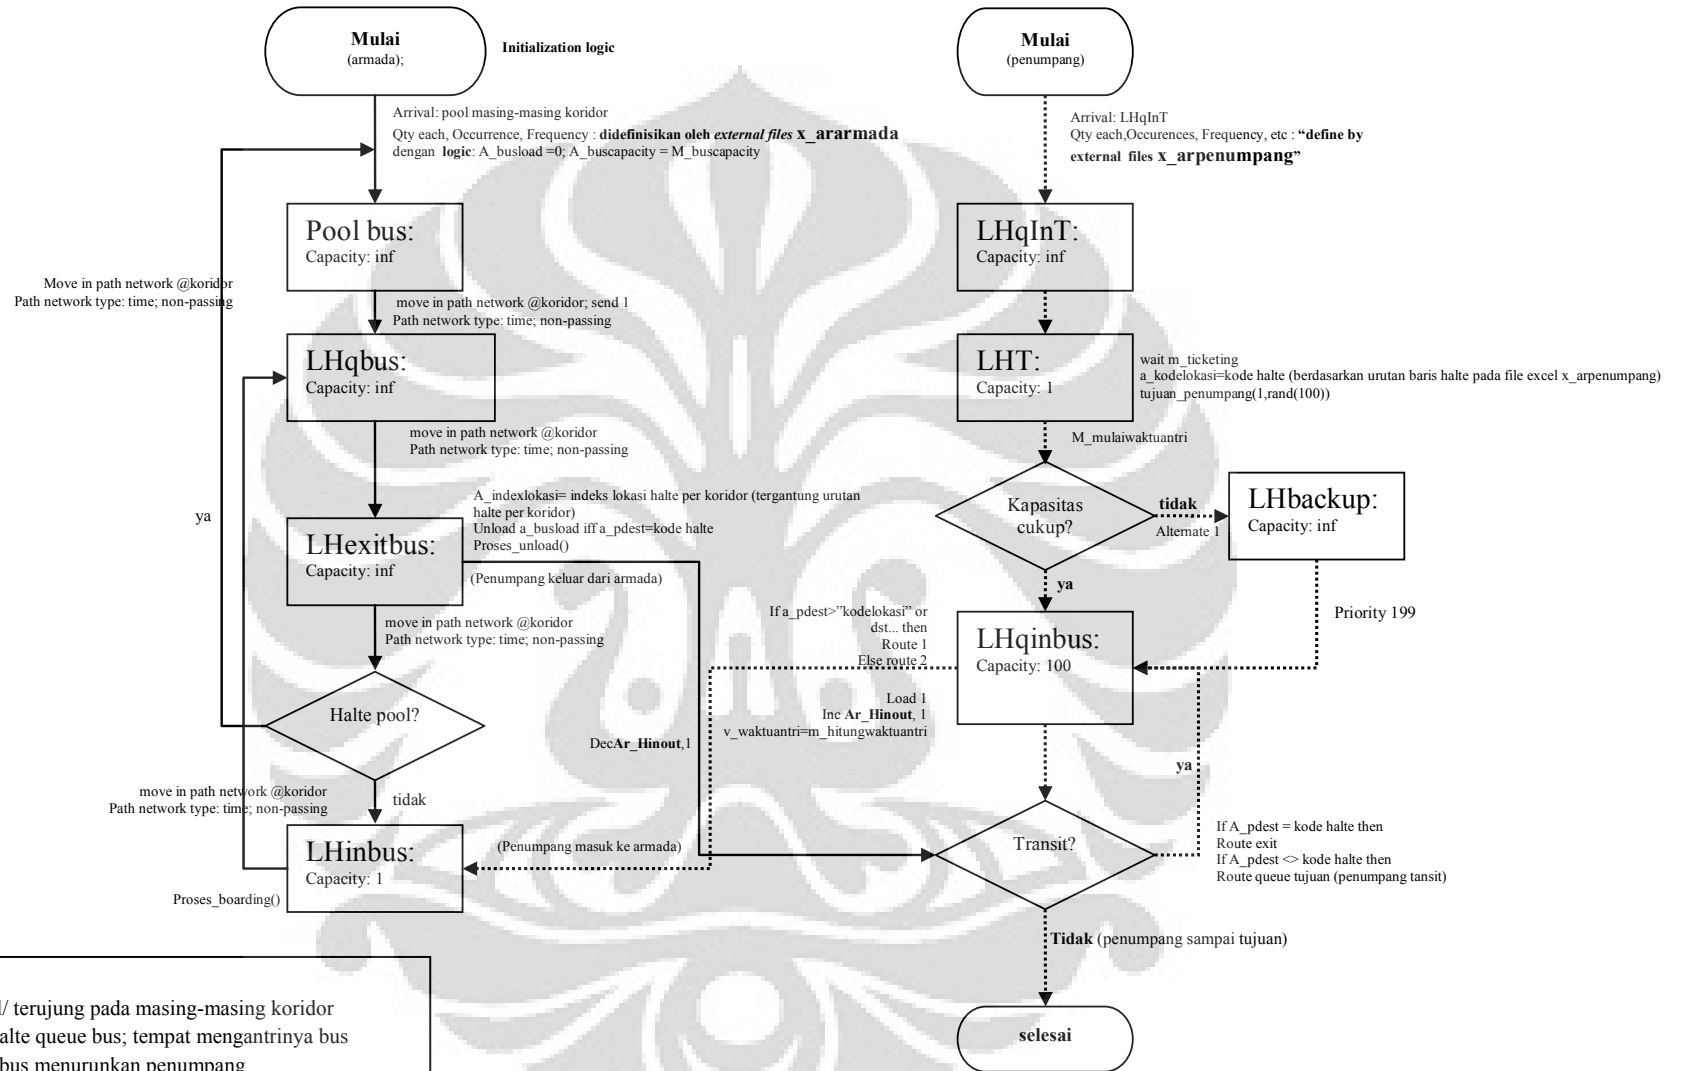 Mulai
(armada);
Initialization logic
Arrival: pool masing-masing koridor
Qty each, Occurrence, Frequency : didefinisikan oleh external files x_ararmada
dengan logic: A_busload =0; A_buscapacity = M_buscapacity
Pool bus:
Capacity: inf
Move in path network @koridor
Path network type: time; non-passing
move in path network @koridor; send 1
Path network type: time; non-passing
LHqbus:
Capacity: inf
move in path network @koridor
Path network type: time; non-passing
ya
A_indexlokasi= indeks lokasi halte per koridor (tergantung urutan
halte per koridor)
Unload a_busload iff a_pdest=kode halte
Proses_unload()
LHexitbus:
Capacity: inf
(Penumpang keluar dari armada)
move in path network @koridor
Path network type: time; non-passing
Halte pool?
DecAr_Hinout,1
move in path network @koridor
Path network type: time; non-passing
tidak
LHinbus:
Capacity: 1
(Penumpang masuk ke armada)
Proses_boarding()
Mulai
(penumpang)
Arrival: LHqInT
Qty each,Occurences, Frequency, etc : “define by
external files x_arpenumpang”
LHqInT:
Capacity: inf
LHT:
Capacity: 1
wait m_ticketing
a_kodelokasi=kode halte (berdasarkan urutan baris halte pada file excel x_arpenumpang)
tujuan_penumpang(1,rand(100))
M_mulaiwaktuantri
Kapasitas
cukup?
tidak
Alternate 1
LHbackup:
Capacity: inf
ya
Priority 199
If a_pdest>”kodelokasi” or
dst... then
Route 1
Else route 2
LHqinbus:
Capacity: 100
Load 1
Inc Ar_Hinout, 1
v_waktuantri=m_hitungwaktuantri
ya
Transit?
If A_pdest = kode halte then
Route exit
If A_pdest <> kode halte then
Route queue tujuan (penumpang tansit)
Tidak (penumpang sampai tujuan)
selesai
l/ terujung pada masing-masing koridor
alte queue bus; tempat mengantrinya bus
bus menurunkan penumpang